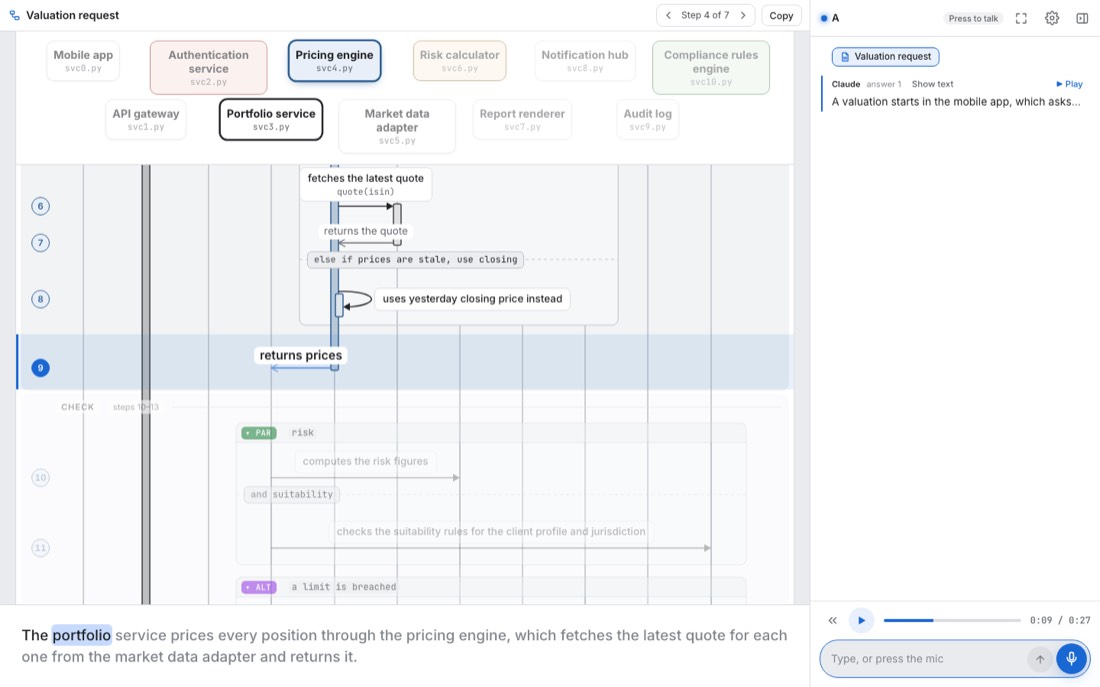 Valuation request
Step 4 of 7
Copy
A
Press to talk
Mobile app
svc0.py
Authentication
service
svc2.py
Pricing engine
svc4.py
Risk calculator
svc6.py
Notification hub
svc8.py
Compliance rules
engine
svc10.py
API gateway
svc1.py
Portfolio service
svc3.py
Market data
adapter
svc5.py
Report renderer
svc7.py
Audit log
svc9.py
fetches the latest quote
quote(isin)
6
returns the quote
7
else if prices are stale, use closing
8
uses yesterday closing price instead
returns prices
9
CHECK steps 10-13
PAR risk
computes the risk figures
10
and suitability
checks the suitability rules for the client profile and jurisdiction
11
ALT a limit is breached
The portfolio service prices every position through the pricing engine, which fetches the latest quote for each
one from the market data adapter and returns it.
Valuation request
Claude answer 1 Show text Play
A valuation starts in the mobile app, which asks...
0:09 / 0:27
Type, or press the mic